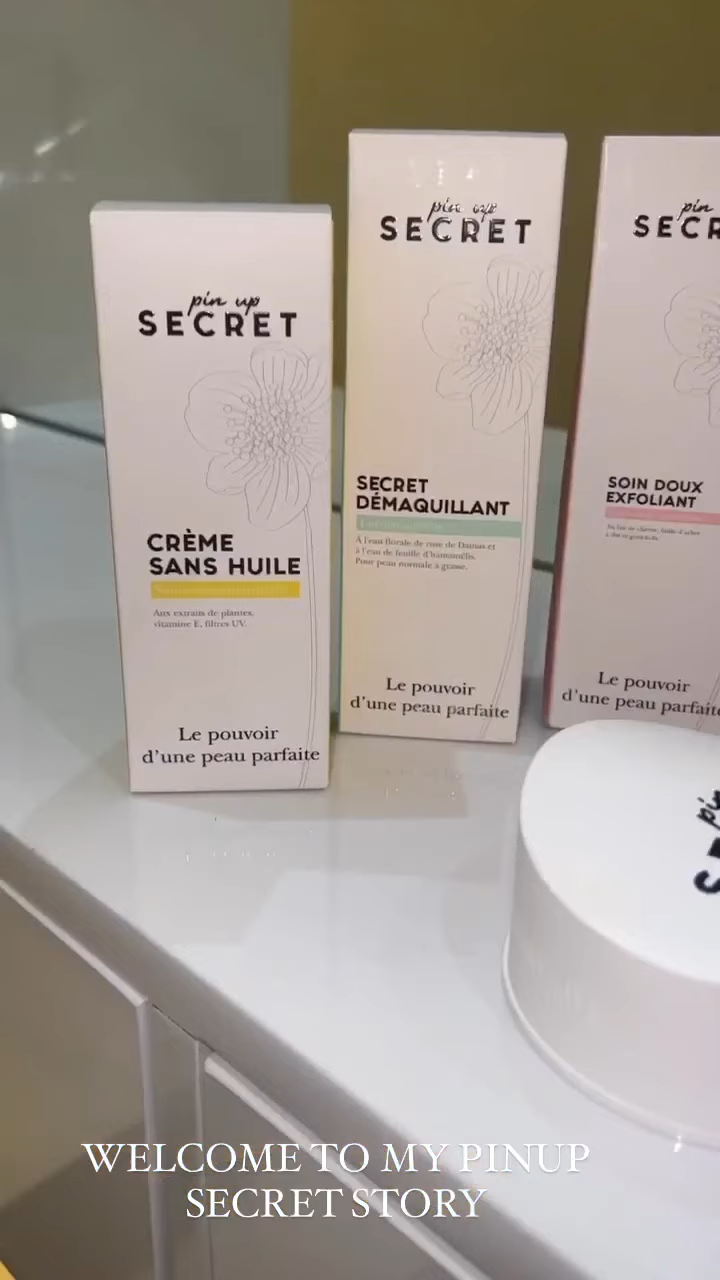 pin up
SECRET
CRÈME
SANS HUILE
Aux extraits de plantes,
vitamine E, filtres UV.
Le pouvoir
d'une peau parfaite
pin up
SECRET
SECRET
DÉMAQUILLANT
À l'eau florale de rose de Damas et
à l'eau de feuille d'hamamélis.
Pour peau normale à grasse.
Le pouvoir
d'une peau parfaite
pin
SECR
SOIN DOUX
EXFOLIANT
Le pouvoir
d'une peau parfaite
pin
WELCOME TO MY PINUP
SECRET STORY